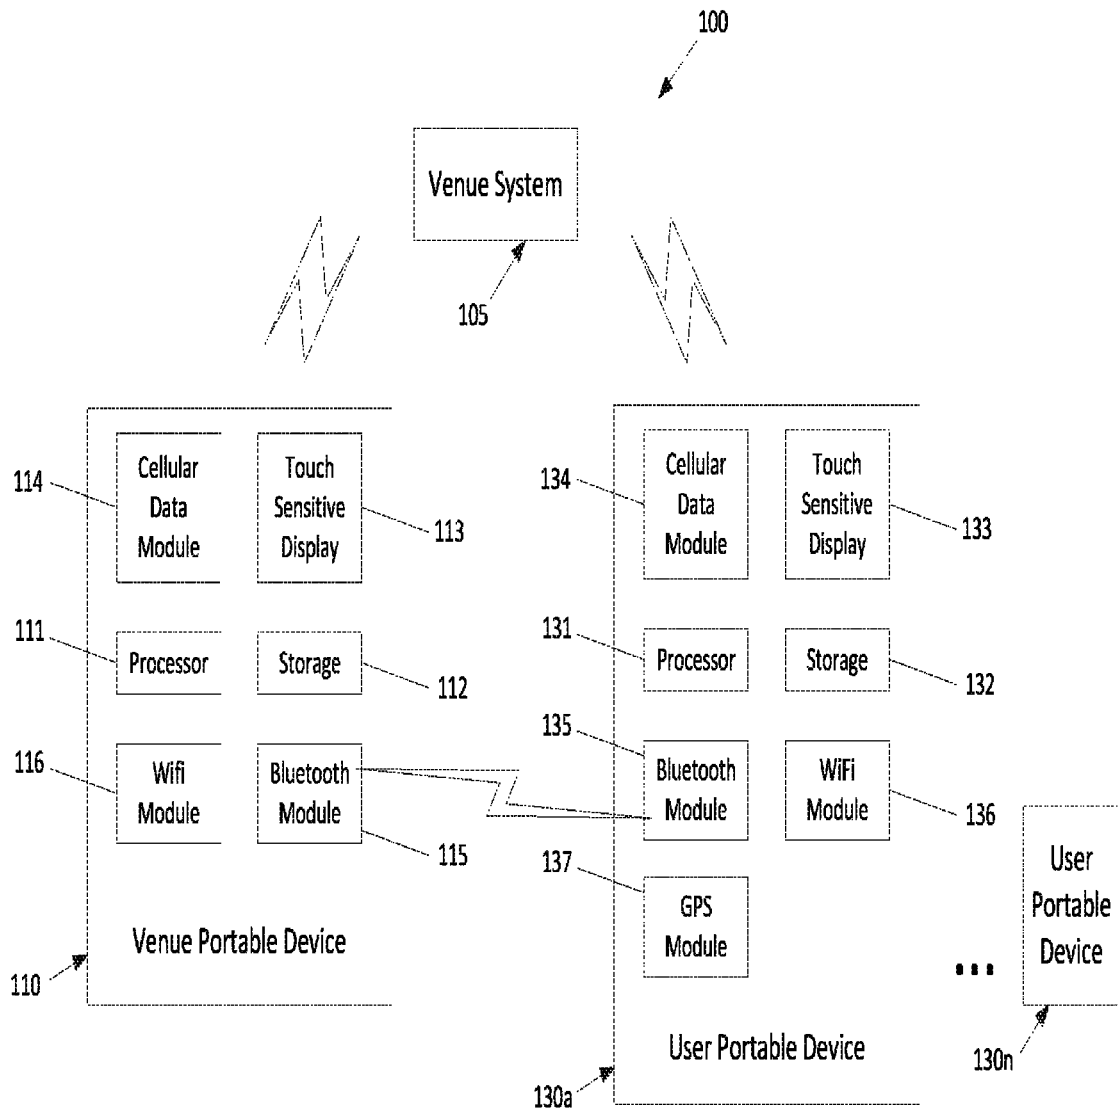 100
Venue System
105
Cellular
Data
Module
Touch
Sensitive
Display
114
113
111
Processor
Storage
112
116
Wifi
Module
Bluetooth
Module
115
Venue Portable Device
110
Cellular
Data
Module
Touch
Sensitive
Display
134
133
131
Processor
Storage
132
135
Bluetooth
Module
WiFi
Module
136
137
GPS
Module
User Portable Device
130a
...
User
Portable
Device
130n